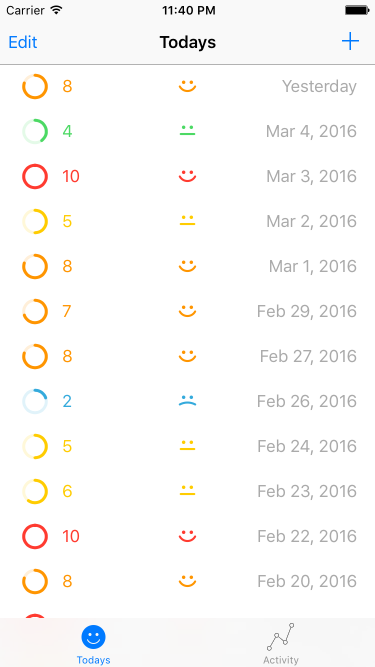 Carrier 11:40 PM
Edit Todays
8 Yesterday
4 Mar 4, 2016
10 Mar 3, 2016
5 Mar 2, 2016
8 Mar 1, 2016
7 Feb 29, 2016
8 Feb 27, 2016
2 Feb 26, 2016
5 Feb 24, 2016
6 Feb 23, 2016
10 Feb 22, 2016
8 Feb 20, 2016
Todays Activity